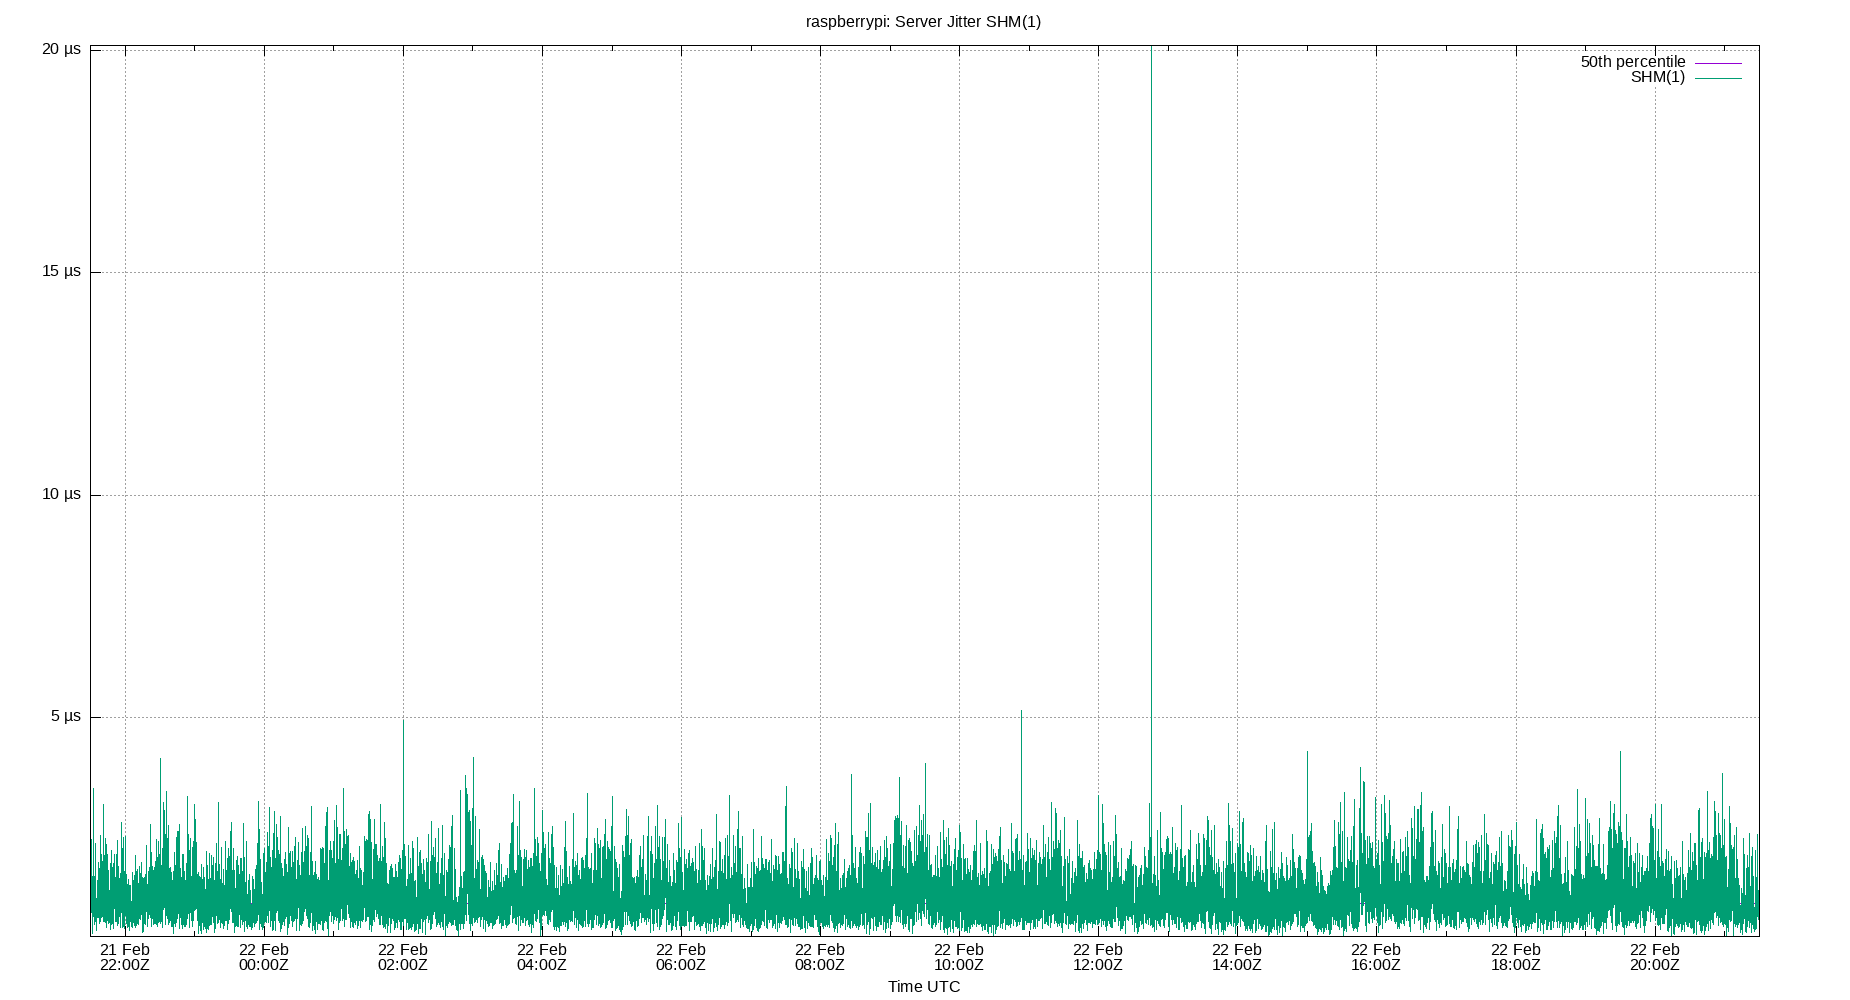 raspberrypi: Server Jitter SHM(1)
20 µs
15 µs
10 µs
5 µs
50th percentile
SHM(1)
21 Feb 22 Feb 22 Feb 22 Feb 22 Feb 22 Feb 22 Feb 22 Feb 22 Feb 22 Feb 22 Feb 22 Feb
22:00Z 00:00Z 02:00Z 04:00Z 06:00Z 08:00Z 10:00Z 12:00Z 14:00Z 16:00Z 18:00Z 20:00Z
Time UTC